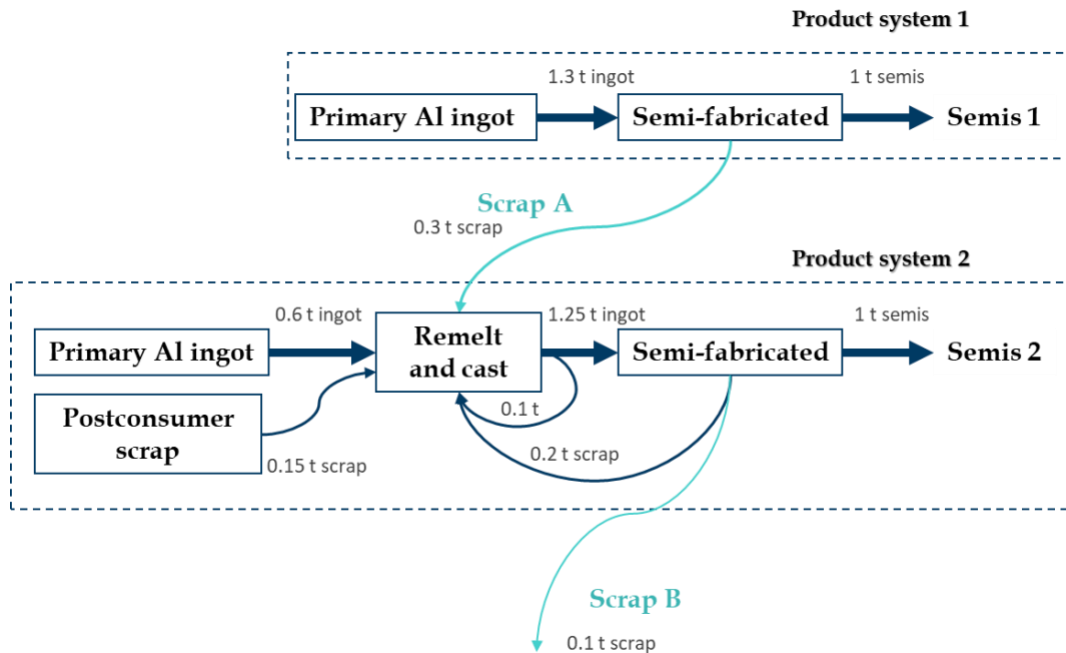 Product system 1
1.3 t ingot
1 t semis
Primary Al ingot
Semi-fabricated
Semis 1
Scrap A
0.3 t scrap
Product system 2
0.6 t ingot
1.25 t ingot
1 t semis
Primary Al ingot
Remelt
and cast
Semi-fabricated
Semis 2
Postconsumer
scrap
0.1 t
0.15 t scrap
0.2 t scrap
Scrap B
0.1 t scrap